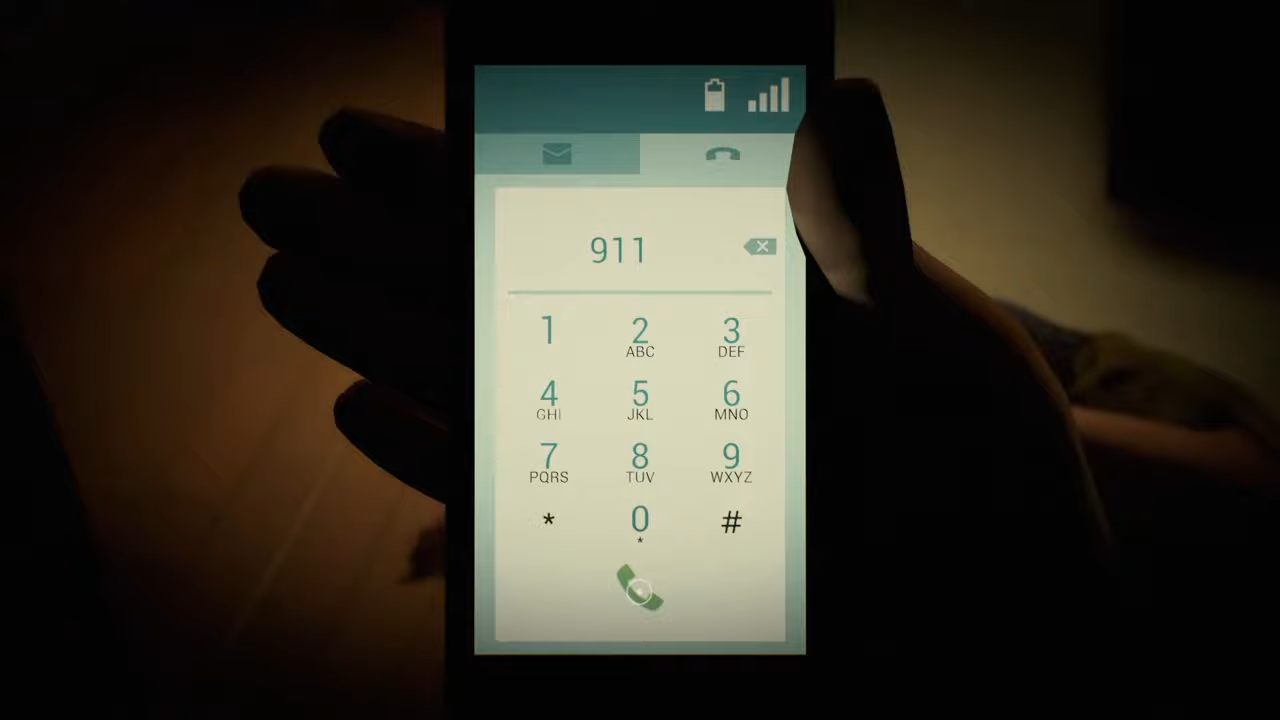 911
1 2 3
ABC DEF
4 5 6
GHI JKL MNO
7 8 9
PQRS TUV WXYZ
* 0 #
*